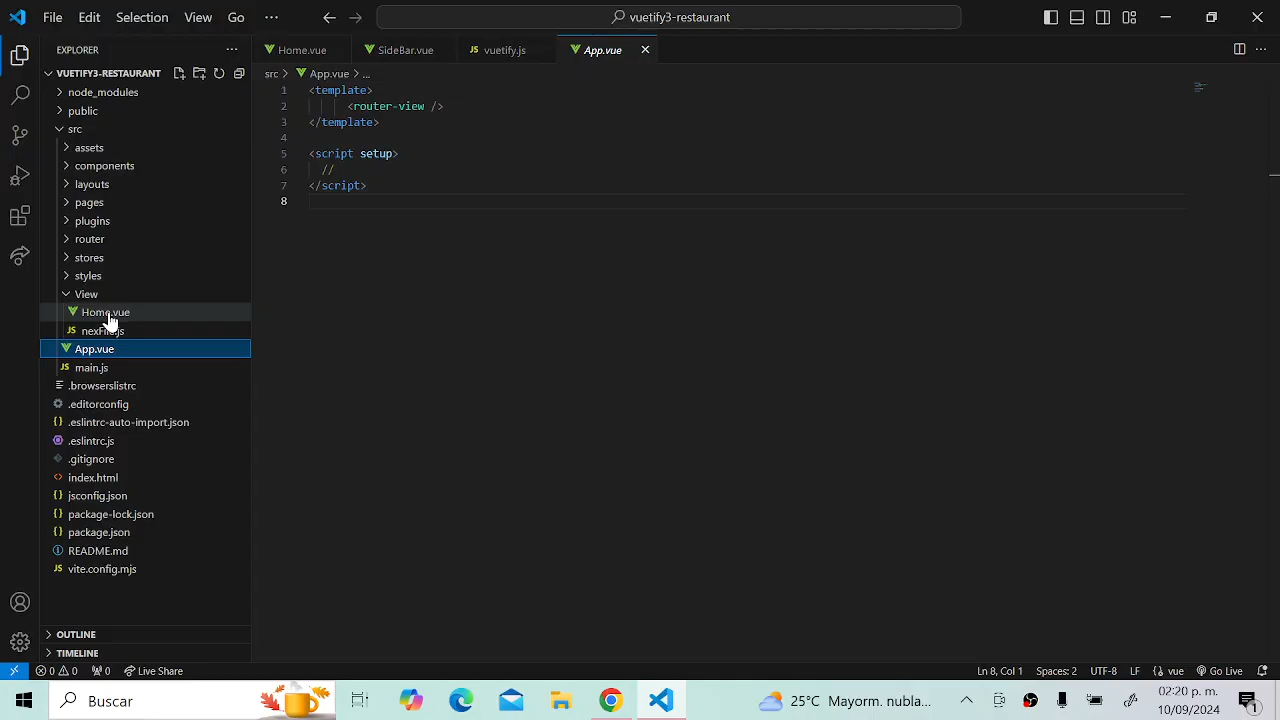 File Edit Selection View Go ... vuetify3-restaurant
EXPLORER ...
Home.vue SideBar.vue vuetify.js App.vue
VUETIFY3-RESTAURANT
src > App.vue > ...
node_modules
public
src
assets
components
layouts
pages
plugins
router
stores
styles
View
Home.vue
App.vue
main.js
.browserslistrc
.editorconfig
.eslintrc-auto-import.json
.eslintrc.js
.gitignore
index.html
jsconfig.json
package-lock.json
package.json
README.md
vite.config.mjs
OUTLINE
TIMELINE
1 <template>
2 <router-view />
3 </template>
4
5 <script setup>
6 //
7 </script>
8
0 0 0 Live Share Ln 8, Col 1 Spaces: 2 UTF-8 LF {} vue Go Live
Buscar 25°C Mayorm. nubla... 02:20 p. n.
10/09/2024 1